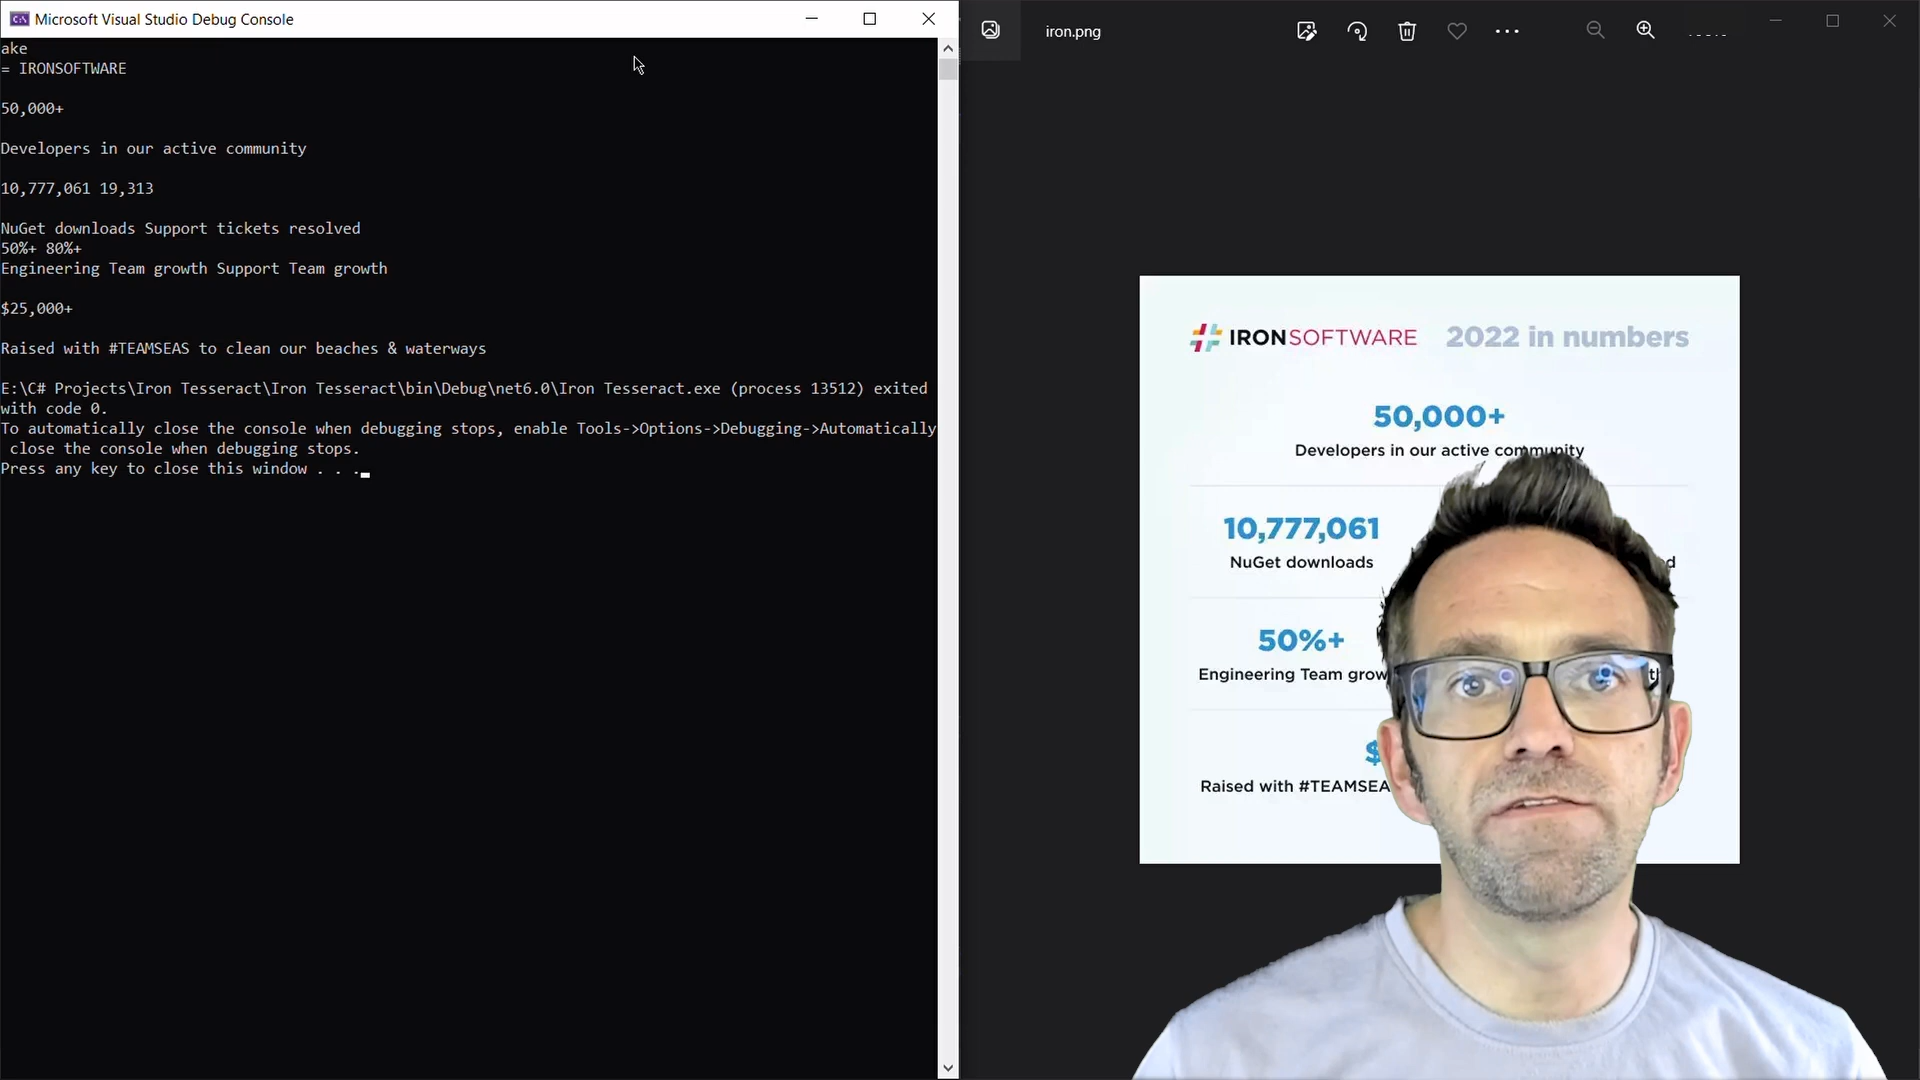 Microsoft Visual Studio Debug Console
ake
= IRONSOFTWARE
50,000+
Developers in our active community
10,777,061 19,313
NuGet downloads Support tickets resolved
50%+ 80%+
Engineering Team growth Support Team growth
$25,000+
Raised with #TEAMSEAS to clean our beaches & waterways
E:\C# Projects\Iron Tesseract\Iron Tesseract\bin\Debug\net6.0\Iron Tesseract.exe (process 13512) exited
with code 0.
To automatically close the console when debugging stops, enable Tools->Options->Debugging->Automatically
close the console when debugging stops.
Press any key to close this window . . .
iron.png
IRONSOFTWARE 2022 in numbers
50,000+
Developers in our active community
10,777,061
NuGet downloads
50%+
Engineering Team grow
$
Raised with #TEAMSEA